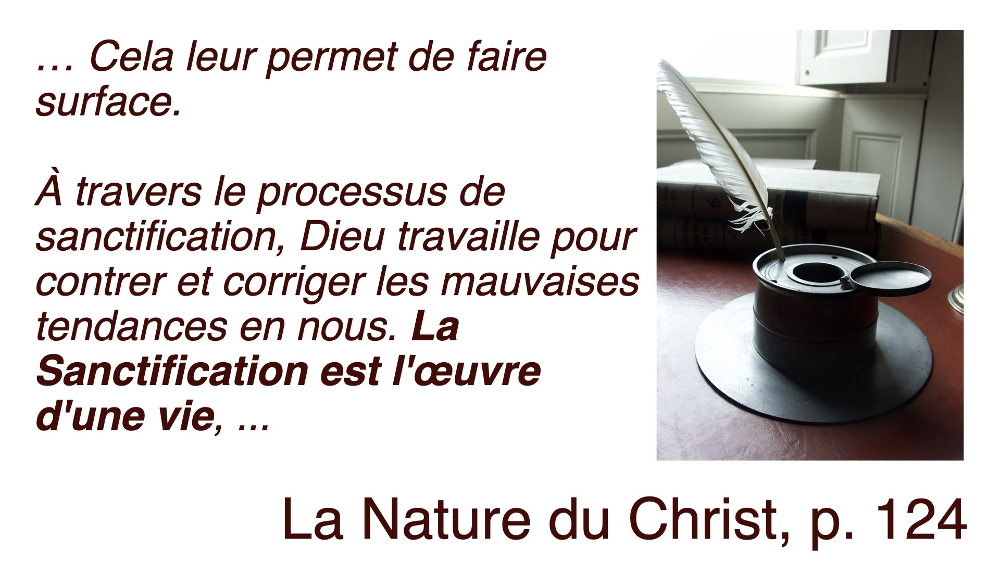 … Cela leur permet de faire
surface.
À travers le processus de
sanctification, Dieu travaille pour
contrer et corriger les mauvaises
tendances en nous. La
Sanctification est l'œuvre
d'une vie, ...
La Nature du Christ, p. 124